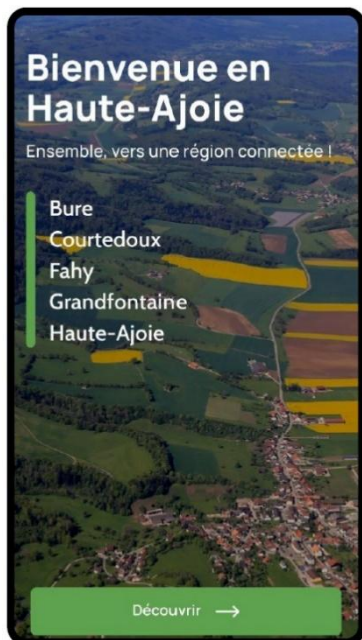 Bienvenue en
Haute-Ajoie
Ensemble, vers une région connectée !
Bure
Courtedoux
Fahy
Grandfontaine
Haute-Ajoie
Découvrir →